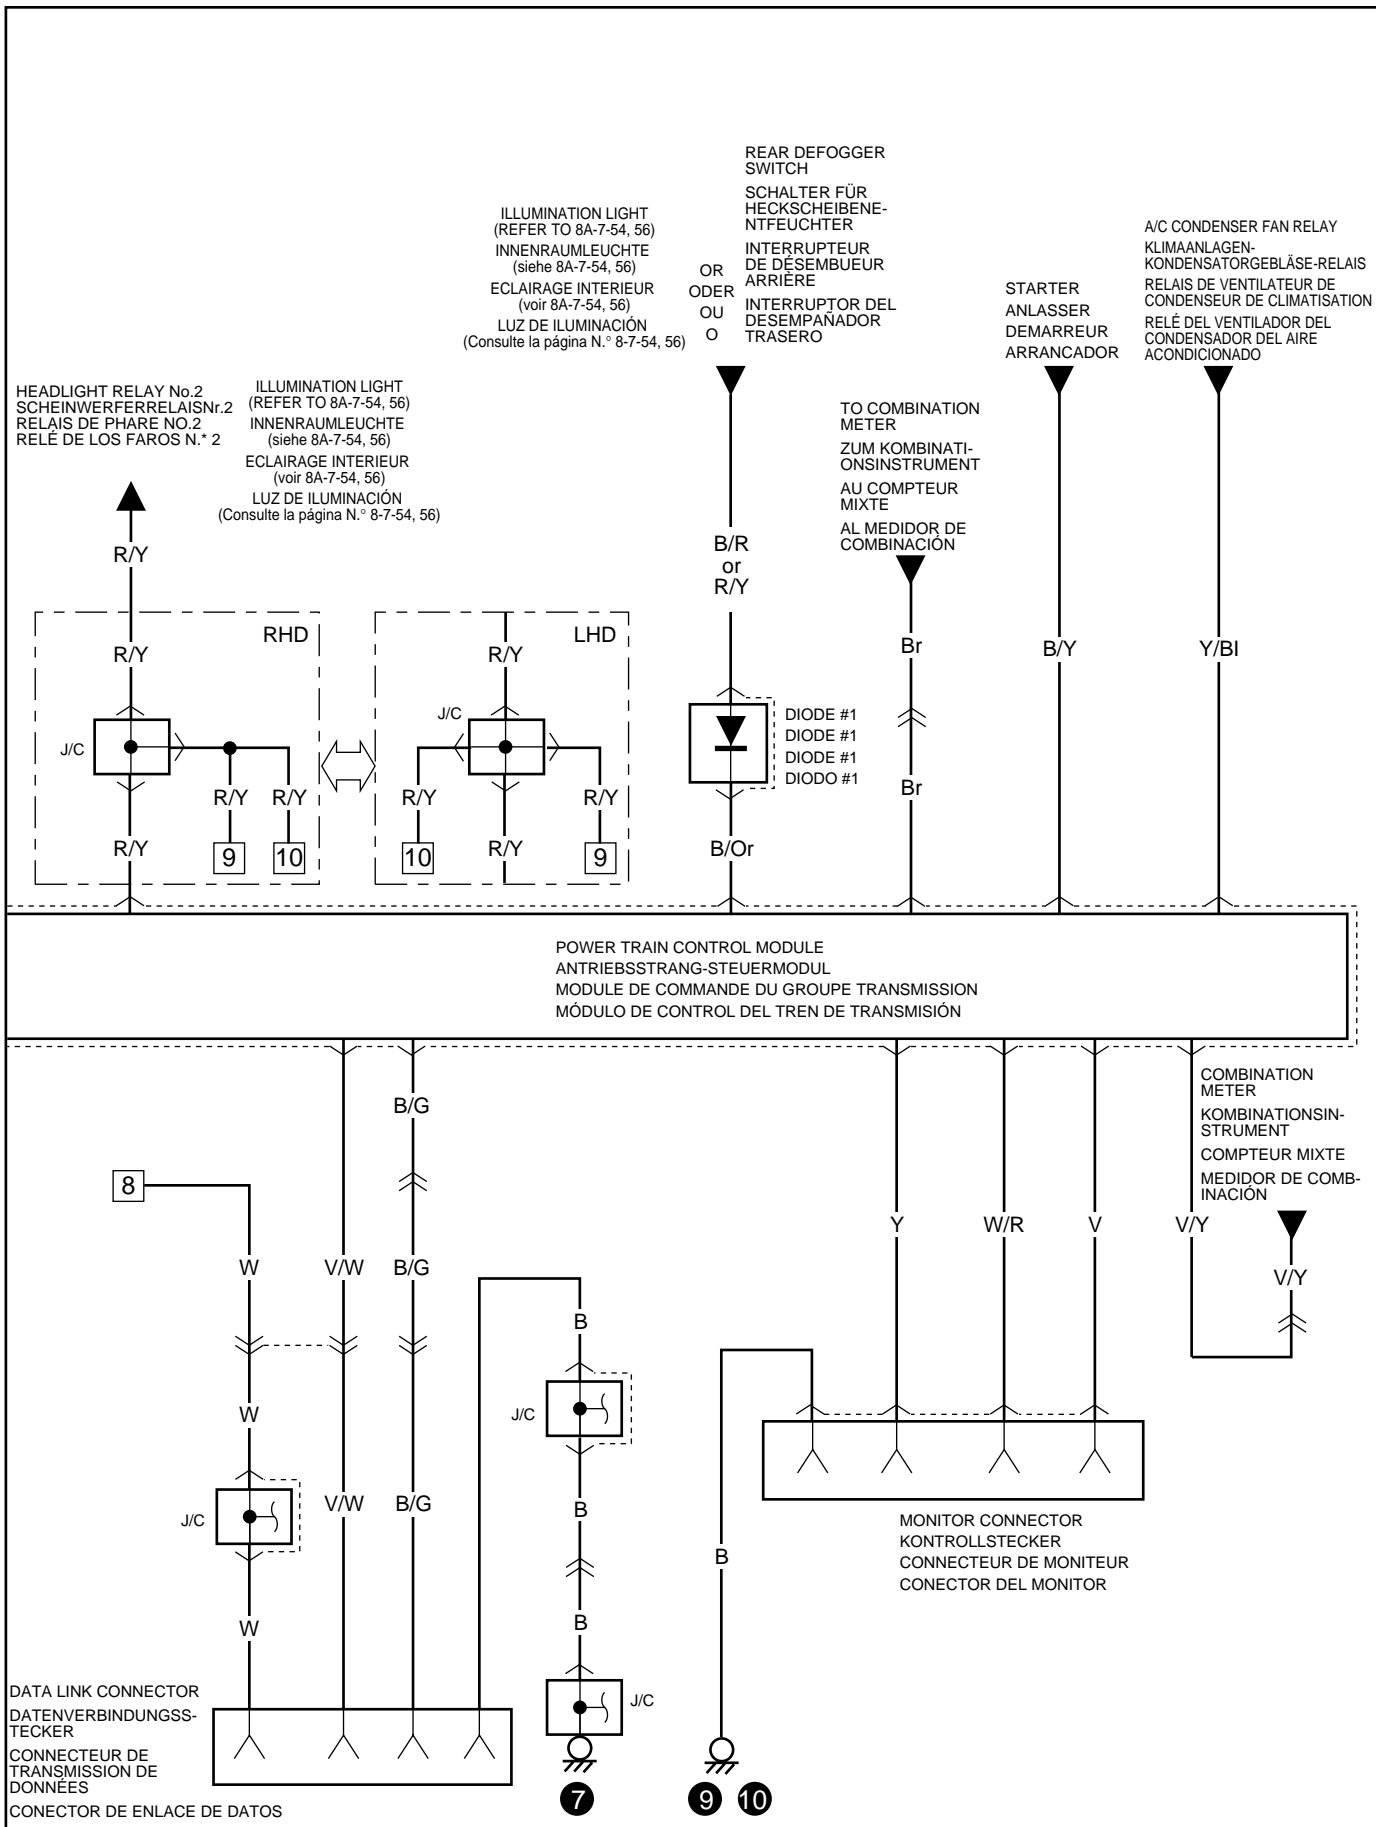 REAR DEFOGGER
SWITCH
SCHALTER FÜR
HECKSCHEIBENE-
NTFEUCHTER
INTERRUPTEUR
DE DÉSEMBUEUR
ARRIÈRE
INTERRUPTOR DEL
DESEMPAÑADOR
TRASERO
ILLUMINATION LIGHT
(REFER TO 8A-7-54, 56)
INNENRAUMLEUCHTE
(siehe 8A-7-54, 56)
ECLAIRAGE INTERIEUR
(voir 8A-7-54, 56)
LUZ DE ILUMINACIÓN
(Consulte la página N.° 8-7-54, 56)
OR
ODER
OU
O
STARTER
ANLASSER
DEMARREUR
ARRANCADOR
A/C CONDENSER FAN RELAY
KLIMAANLAGEN-
KONDENSATORGEBLÄSE-RELAIS
RELAIS DE VENTILATEUR DE
CONDENSEUR DE CLIMATISATION
RELÉ DEL VENTILADOR DEL
CONDENSADOR DEL AIRE
ACONDICIONADO
HEADLIGHT RELAY No.2
SCHEINWERFERRELAISNr.2
RELAIS DE PHARE NO.2
RELÉ DE LOS FAROS N.* 2
ILLUMINATION LIGHT
(REFER TO 8A-7-54, 56)
INNENRAUMLEUCHTE
(siehe 8A-7-54, 56)
ECLAIRAGE INTERIEUR
(voir 8A-7-54, 56)
LUZ DE ILUMINACIÓN
(Consulte la página N.° 8-7-54, 56)
TO COMBINATION
METER
ZUM KOMBINATI-
ONSINSTRUMENT
AU COMPTEUR
MIXTE
AL MEDIDOR DE
COMBINACIÓN
R/Y
B/R
or
R/Y
RHD
LHD
R/Y
R/Y
Br
B/Y
Y/Bl
J/C
J/C
DIODE #1
DIODE #1
DIODE #1
DIODO #1
R/Y
R/Y
R/Y
R/Y
Br
R/Y
9
10
10
R/Y
9
B/Or
POWER TRAIN CONTROL MODULE
ANTRIEBSSTRANG-STEUERMODUL
MODULE DE COMMANDE DU GROUPE TRANSMISSION
MÓDULO DE CONTROL DEL TREN DE TRANSMISIÓN
B/G
COMBINATION
METER
KOMBINATIONSIN-
STRUMENT
COMPTEUR MIXTE
MEDIDOR DE COMB-
INACIÓN
8
Y
W/R
V
V/Y
W
V/W
B/G
V/Y
B
W
J/C
J/C
V/W
B/G
B
MONITOR CONNECTOR
KONTROLLSTECKER
CONNECTEUR DE MONITEUR
CONECTOR DEL MONITOR
B
W
B
J/C
DATA LINK CONNECTOR
DATENVERBINDUNGSS-
TECKER
CONNECTEUR DE
TRANSMISSION DE
DONNÉES
CONECTOR DE ENLACE DE DATOS
7
9
10